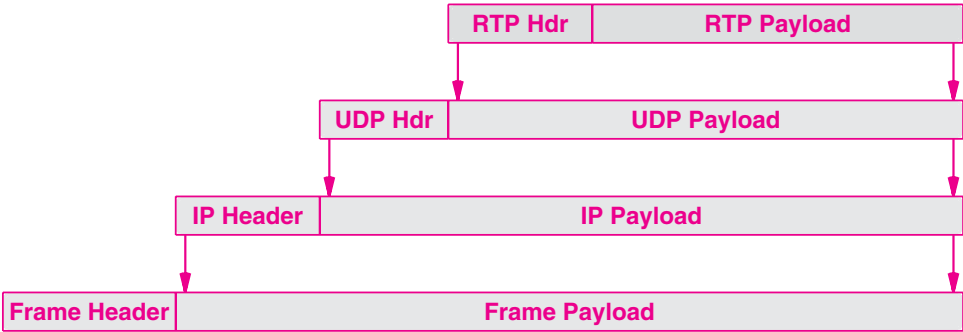 RTP Hdr RTP Payload
UDP Hdr UDP Payload
IP Header IP Payload
Frame Header Frame Payload